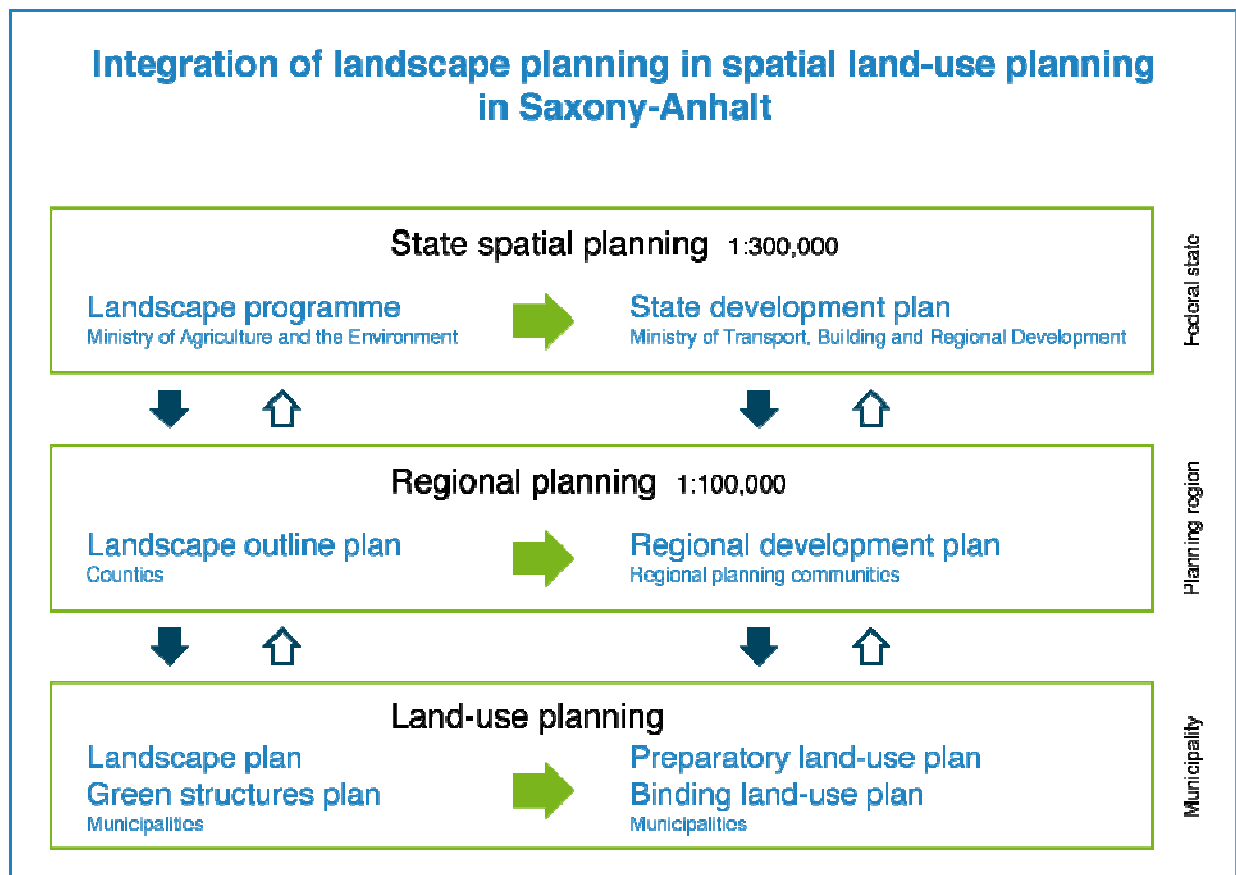 Integration of landscape planning in spatial land-use planning
in Saxony-Anhalt
State spatial planning 1:300,000
Landscape programme
Ministry of Agriculture and the Environment
State development plan
Ministry of Transport, Building and Regional Development
Federal state
Regional planning 1:100,000
Landscape outline plan
Counties
Regional development plan
Regional planning communities
Planning region
Land-use planning
Landscape plan
Green structures plan
Municipalities
Preparatory land-use plan
Binding land-use plan
Municipalities
Municipality